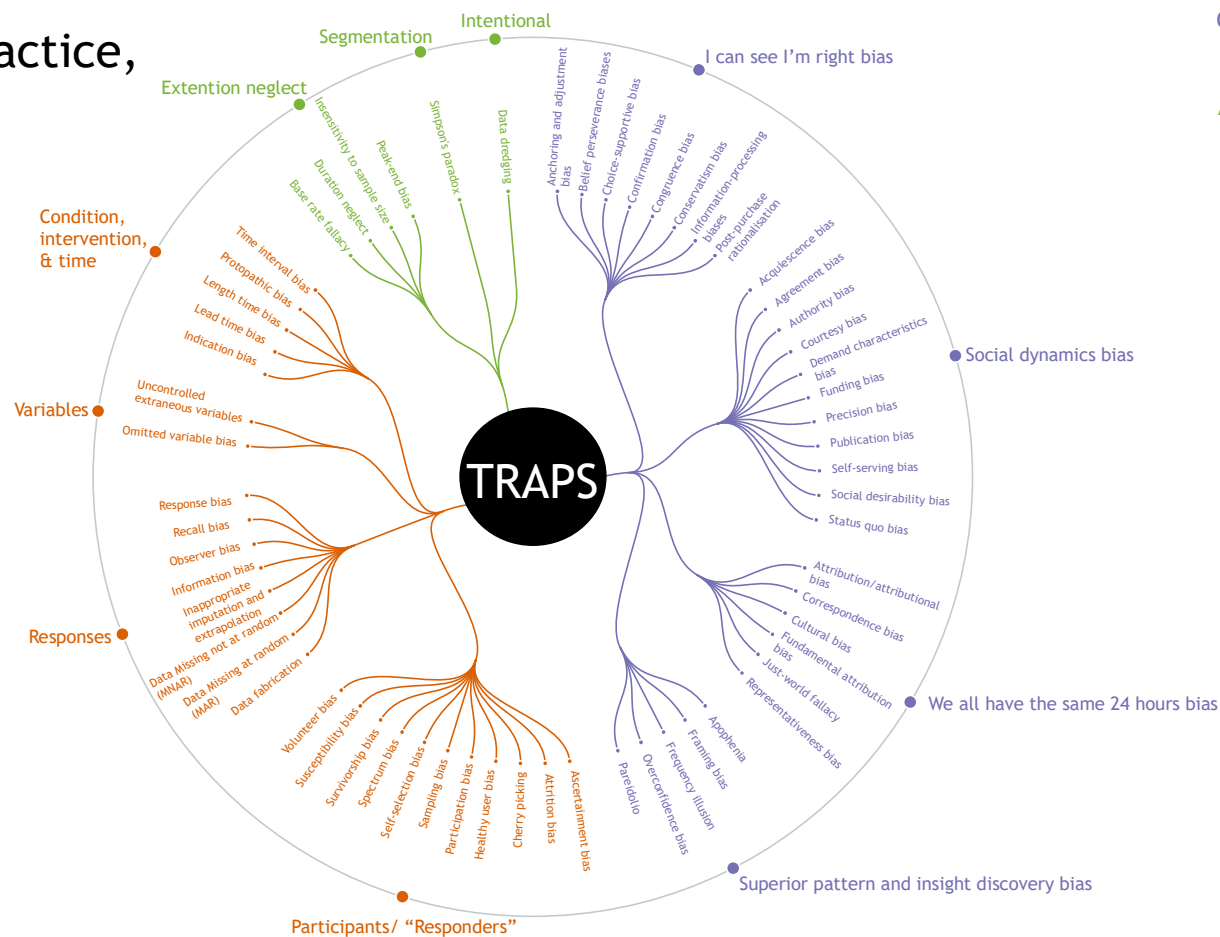 actice,
Intentional
Segmentation
Extention neglect
I can see I'm right bias
Social dynamics bias
We all have the same 24 hours bias
Superior pattern and insight discovery bias
Participants/ “Responders”
Responses
Variables
Condition,
intervention,
& time
TRAPS
Data dredging
Simpson's paradox
Peak-end bias
Insensitivity to sample size
Duration neglect
Base rate fallacy
Anchoring and adjustment
bias
Belief perseverance biases
Choice-supportive bias
Confirmation bias
Congruence bias
Conservatism bias
Information-processing
biases
Post-purchase
rationalisation
Acquiescence bias
Agreement bias
Authority bias
Courtesy bias
Demand characteristics
bias
Funding bias
Precision bias
Publication bias
Self-serving bias
Social desirability bias
Status quo bias
Attribution/attributional
bias
Correspondence bias
Cultural bias
Fundamental attribution
bias
Just-world fallacy
Representativeness bias
Apophenia
Framing bias
Frequency illusion
Overconfidence bias
Pareidolio
Ascertainment bias
Attrition bias
Cherry picking
Healthy user bias
Participation bias
Sampling bias
Self-selection bias
Spectrum bias
Survivorship bias
Susceptibility bias
Volunteer bias
Data fabrication
Data Missing at random
(MAR)
Data Missing not at random
(MNAR)
Inappropriate
imputation and
extrapolation
Information bias
Observer bias
Recall bias
Response bias
Omitted variable bias
Uncontrolled
extraneous variables
Indication bias
Lead time bias
Length time bias
Protopathic bias
Time interval bias